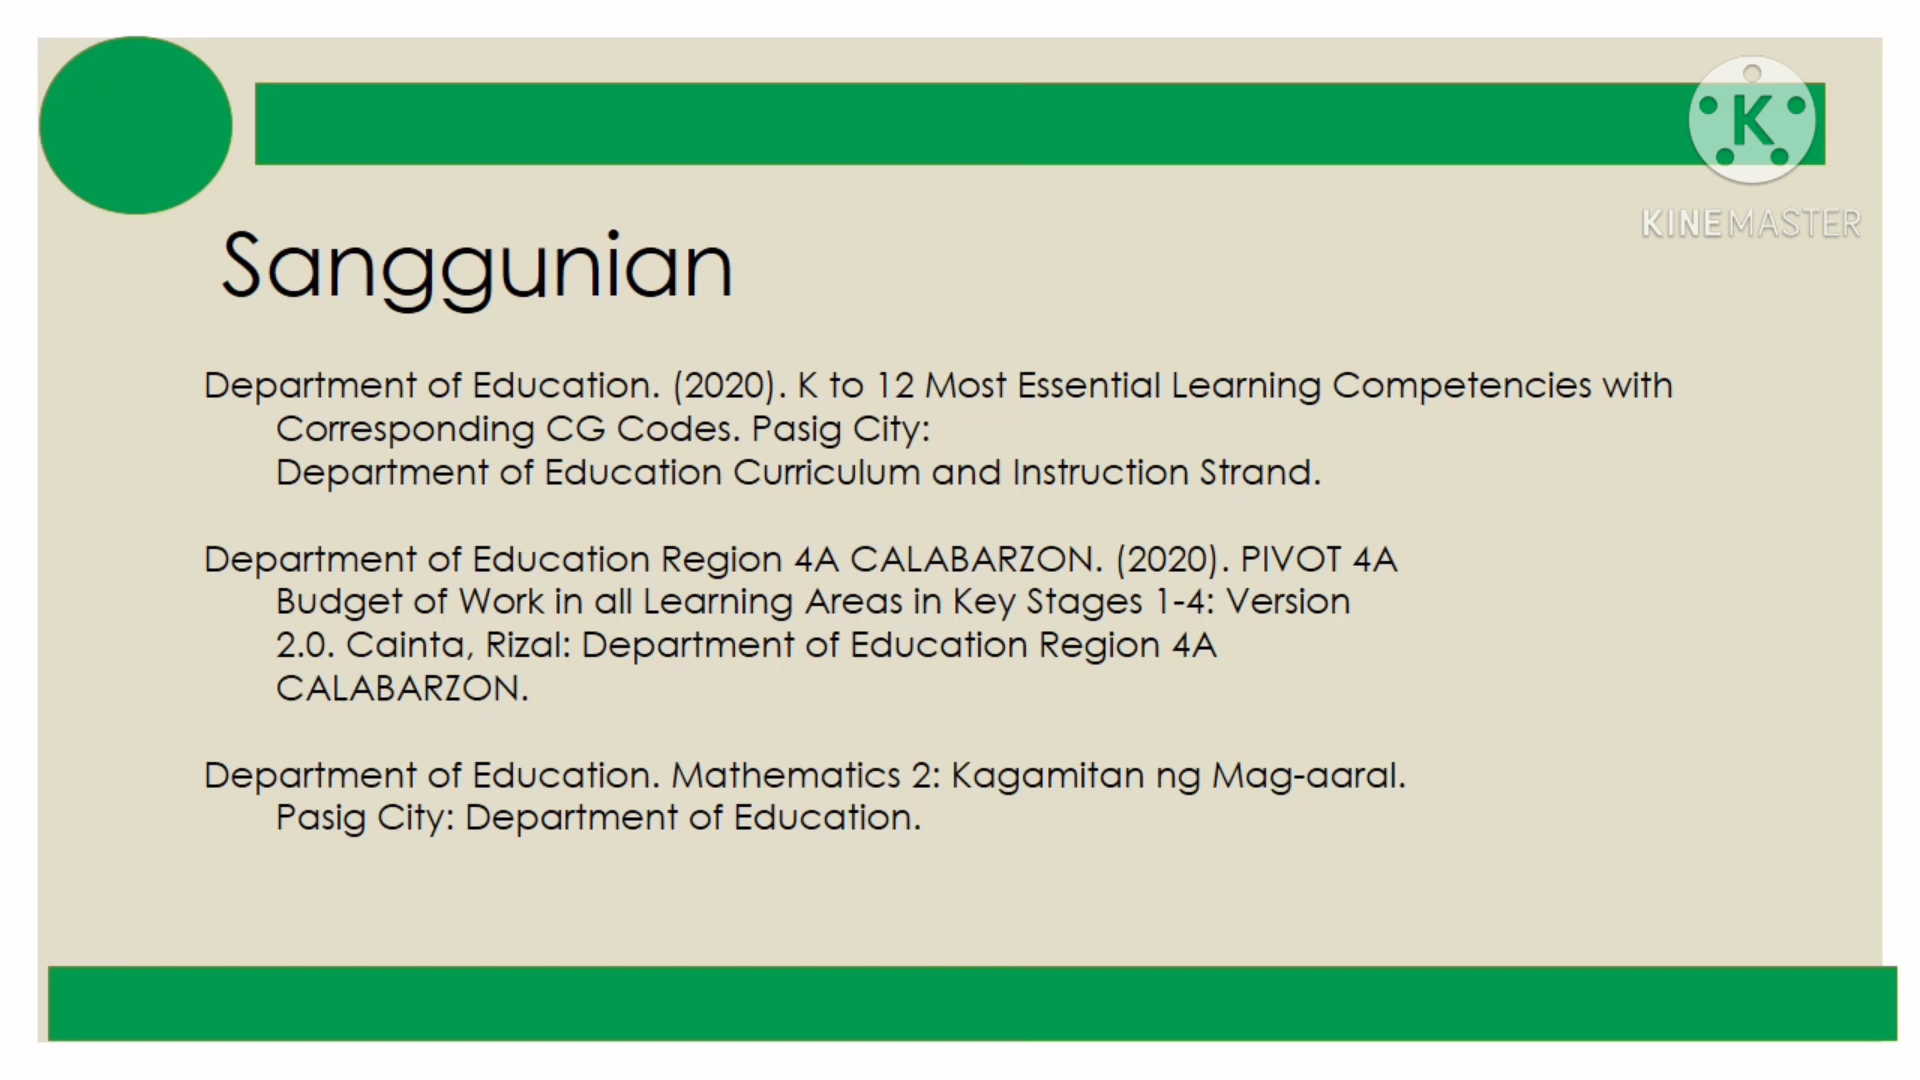 K
KINEMASTER
Sanggunian
Department of Education. (2020). K to 12 Most Essential Learning Competencies with
Corresponding CG Codes. Pasig City:
Department of Education Curriculum and Instruction Strand.
Department of Education Region 4A CALABARZON. (2020). PIVOT 4A
Budget of Work in all Learning Areas in Key Stages 1-4: Version
2.0. Cainta, Rizal: Department of Education Region 4A
CALABARZON.
Department of Education. Mathematics 2: Kagamitan ng Mag-aaral.
Pasig City: Department of Education.